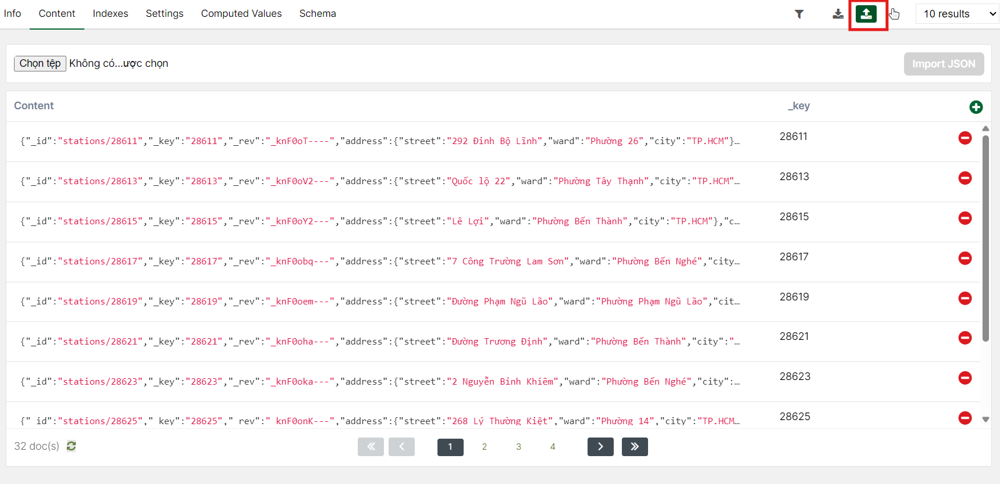 Info Content Indexes Settings Computed Values Schema 10 results
Chọn tệp Không có...ược chọn Import JSON
Content _key
{"_id":"stations/28611","_key":"28611","_rev":"_knF0oT----","address":{"street":"292 Đinh Bộ Lĩnh","ward":"Phường 26","city":"TP.HCM"}… 28611
{"_id":"stations/28613","_key":"28613","_rev":"_knF0oV2---","address":{"street":"Quốc lộ 22","ward":"Phường Tây Thạnh","city":"TP.HCM"… 28613
{"_id":"stations/28615","_key":"28615","_rev":"_knF0oY2---","address":{"street":"Lê Lợi","ward":"Phường Bến Thành","city":"TP.HCM"},"c… 28615
{"_id":"stations/28617","_key":"28617","_rev":"_knF0obq---","address":{"street":"7 Công Trường Lam Sơn","ward":"Phường Bến Nghé","city… 28617
{"_id":"stations/28619","_key":"28619","_rev":"_knF0oem---","address":{"street":"Đường Phạm Ngũ Lão","ward":"Phường Phạm Ngũ Lão","cit… 28619
{"_id":"stations/28621","_key":"28621","_rev":"_knF0oha---","address":{"street":"Đường Trương Định","ward":"Phường Bến Thành","city":"… 28621
{"_id":"stations/28623","_key":"28623","_rev":"_knF0oka---","address":{"street":"2 Nguyễn Bỉnh Khiêm","ward":"Phường Bến Nghé","city":… 28623
{"_id":"stations/28625","_key":"28625","_rev":"_knF0onK---","address":{"street":"268 Lý Thường Kiệt","ward":"Phường 14","city":"TP.HCM… 28625
32 doc(s) 1 2 3 4